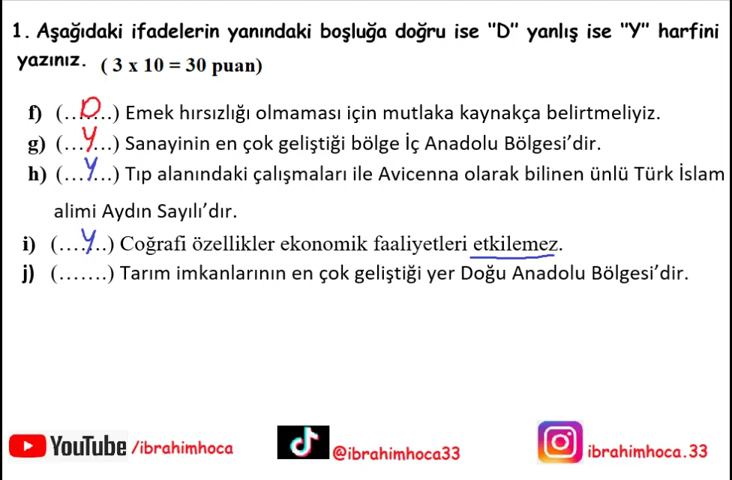 1. Aşağıdaki ifadelerin yanındaki boşluğa doğru ise "D" yanlış ise "Y" harfini
yazınız. ( 3 x 10 = 30 puan)
f) (..D...) Emek hırsızlığı olmaması için mutlaka kaynakça belirtmeliyiz.
g) (...Y...) Sanayinin en çok geliştiği bölge İç Anadolu Bölgesi’dir.
h) (...Y...) Tıp alanındaki çalışmaları ile Avicenna olarak bilinen ünlü Türk İslam
alimi Aydın Sayılı’dır.
i) (....Y..) Coğrafi özellikler ekonomik faaliyetleri etkilemez.
j) (.......) Tarım imkanlarının en çok geliştiği yer Doğu Anadolu Bölgesi’dir.
YouTube /ibrahimhoca @ibrahimhoca33 ibrahimhoca.33